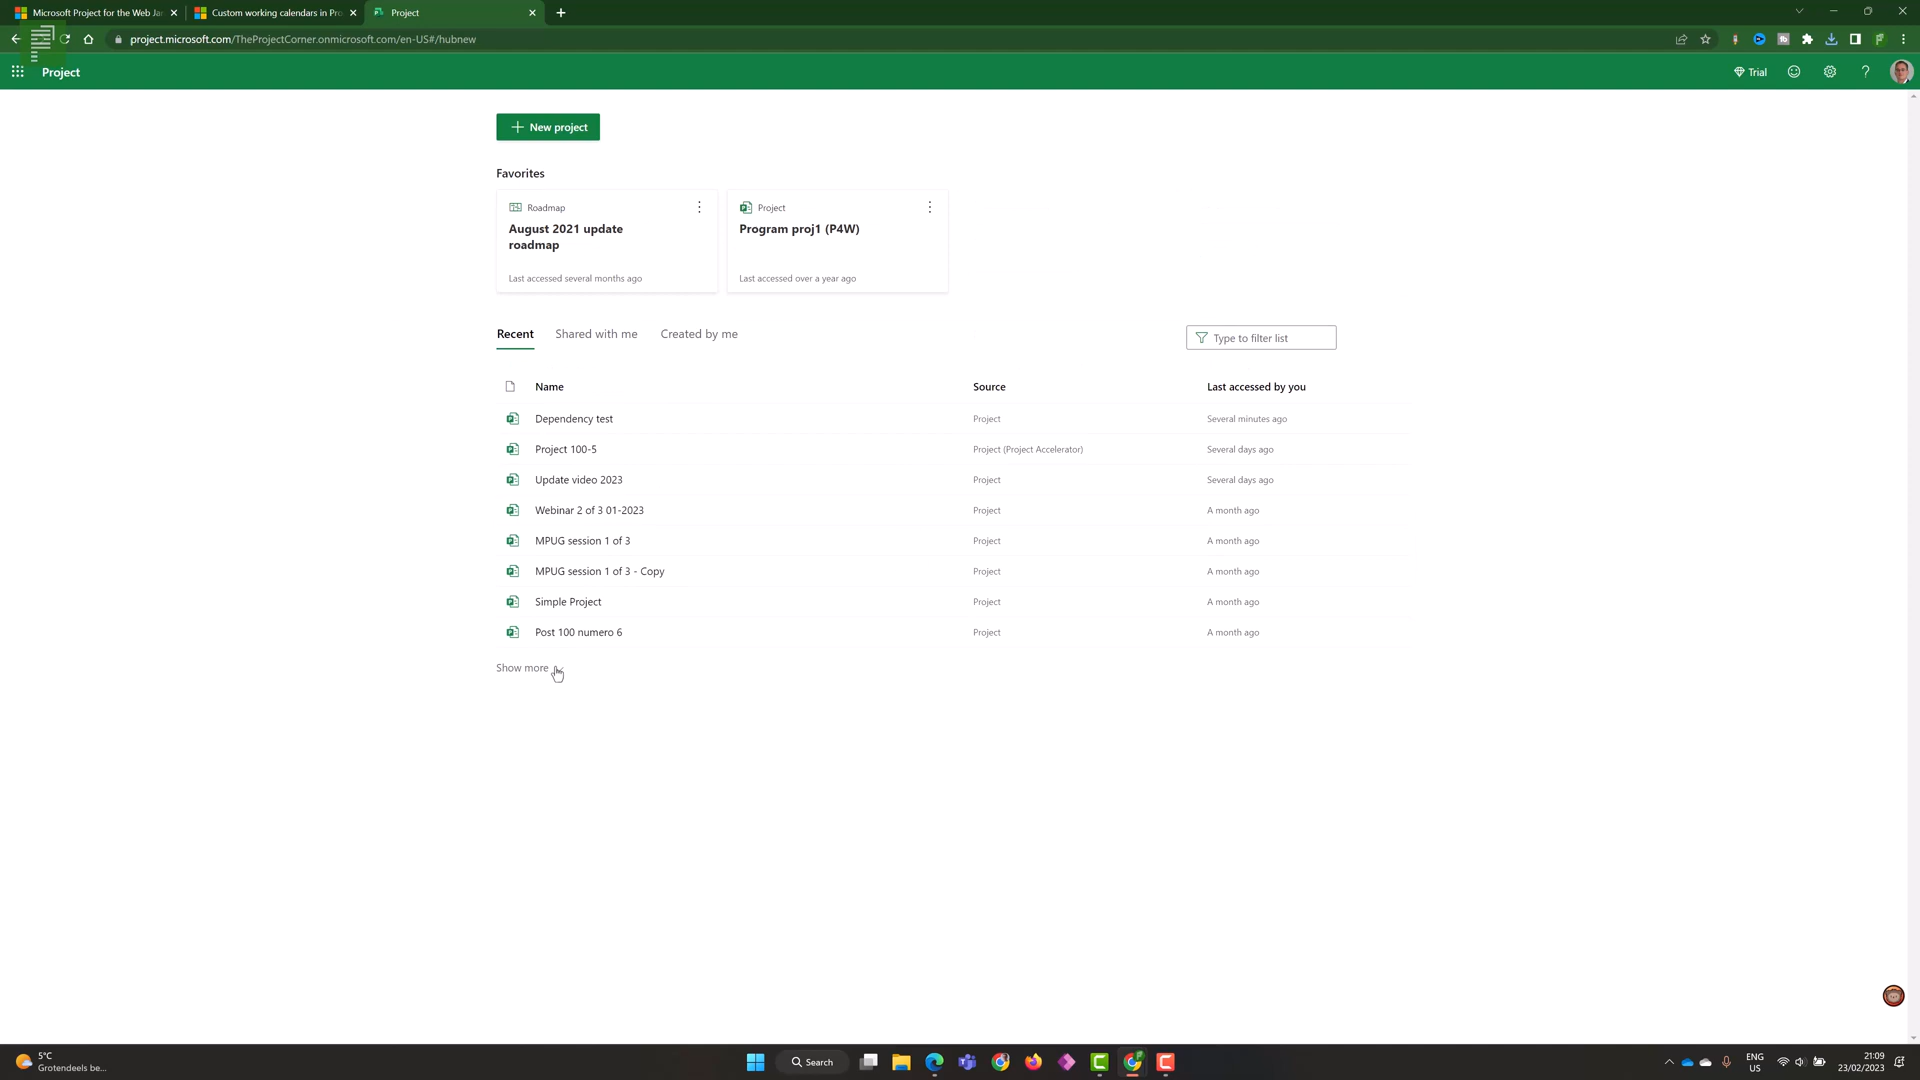 Microsoft Project for the Web Jan
Custom working calendars in Pro
Project
project.microsoft.com/TheProjectCorner.onmicrosoft.com/en-US#/hubnew
Project
Trial
New project
Favorites
Roadmap
August 2021 update
roadmap
Last accessed several months ago
Project
Program proj1 (P4W)
Last accessed over a year ago
Recent
Shared with me
Created by me
Type to filter list
Name
Source
Last accessed by you
Dependency test
Project
Several minutes ago
Project 100-5
Project (Project Accelerator)
Several days ago
Update video 2023
Project
Several days ago
Webinar 2 of 3 01-2023
Project
A month ago
MPUG session 1 of 3
Project
A month ago
MPUG session 1 of 3 - Copy
Project
A month ago
Simple Project
Project
A month ago
Post 100 numero 6
Project
A month ago
Show more
5°C
Grotendeels be...
Search
ENG
US
21:09
23/02/2023